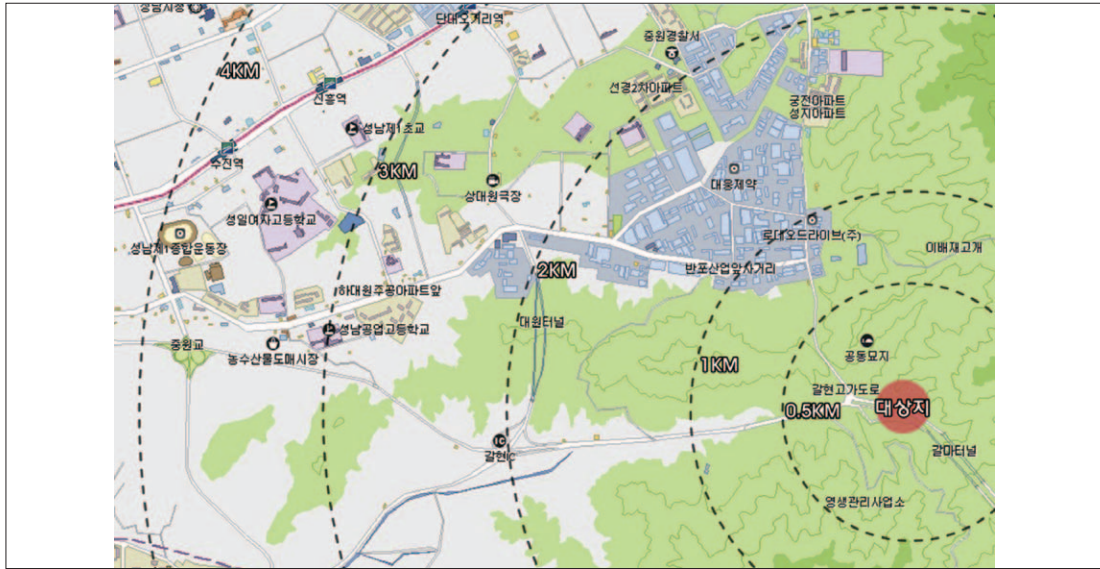 성남시청
단대오거리역
중원경찰서
4KM
신흥역
선경2차아파트
궁전아파트
성지아파트
성남제1초교
수진역
3KM
대웅제약
상대원극장
성일여자고등학교
로데오드라이브(주)
성남제1종합운동장
이배재고개
반포산업앞사거리
2KM
하대원주공아파트앞
대원터널
성남공업고등학교
중원교
농수산물도매시장
공동묘지
1KM
갈현고가도로
0.5KM
대상지
갈현IC
갈마터널
영생관리사업소